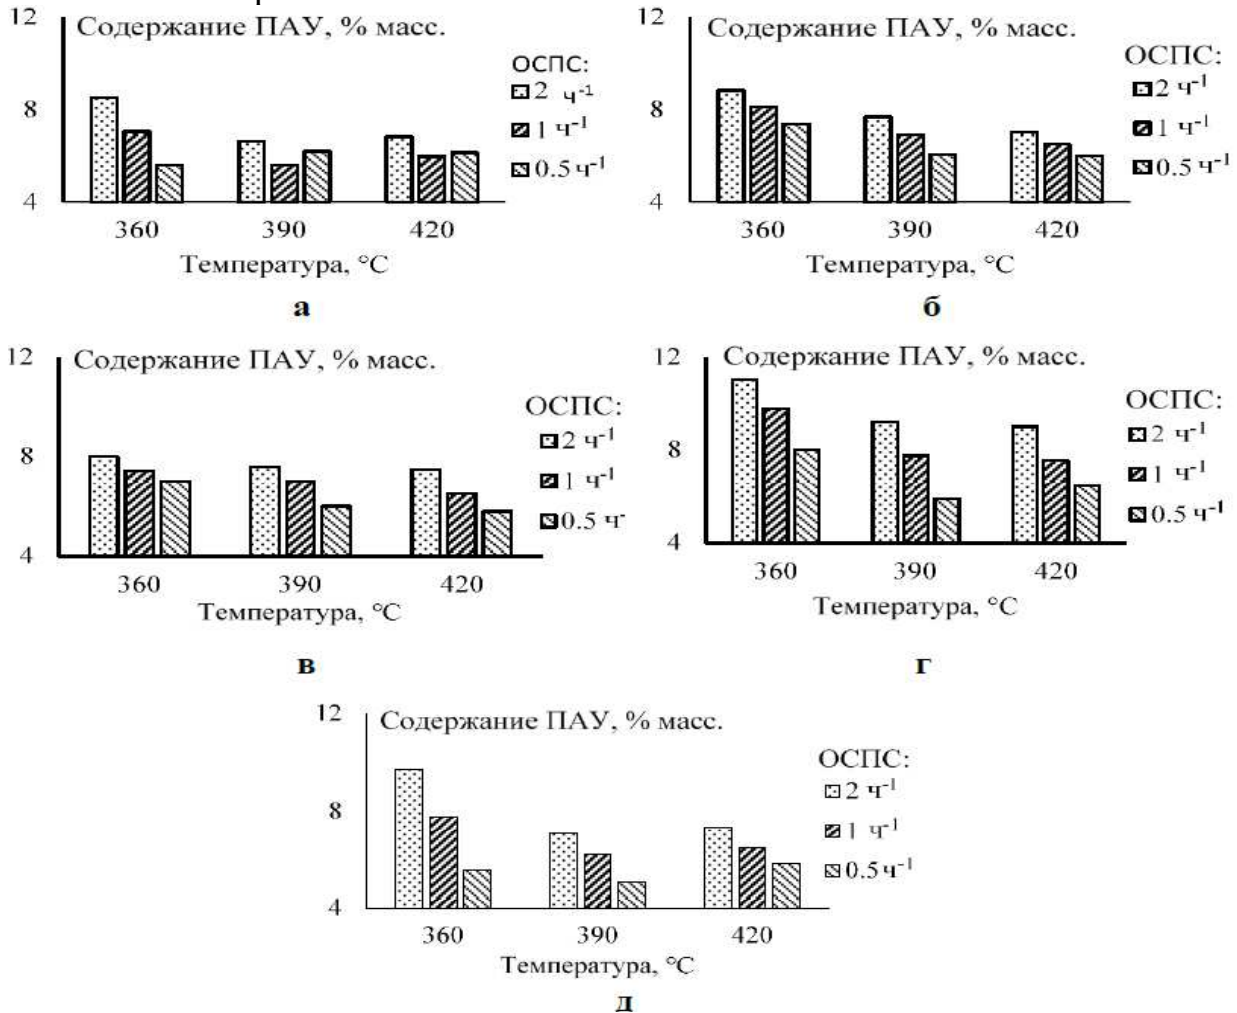 12
Содержание ПАУ, % масс.
ОСПС:
2 ч⁻¹
8
1 ч⁻¹
0.5 ч⁻¹
4
360 390 420
Температура, °С
а
12
Содержание ПАУ, % масс.
ОСПС:
2 ч⁻¹
8
1 ч⁻¹
0.5 ч⁻¹
4
360 390 420
Температура, °С
б
12
Содержание ПАУ, % масс.
ОСПС:
2 ч⁻¹
8
1 ч⁻¹
0.5 ч⁻
4
360 390 420
Температура, °С
в
12
Содержание ПАУ, % масс.
ОСПС:
2 ч⁻¹
8
1 ч⁻¹
0.5 ч⁻¹
4
360 390 420
Температура, °С
г
12
Содержание ПАУ, % масс.
ОСПС:
2 ч⁻¹
8
1 ч⁻¹
0.5 ч⁻¹
4
360 390 420
Температура, °С
д